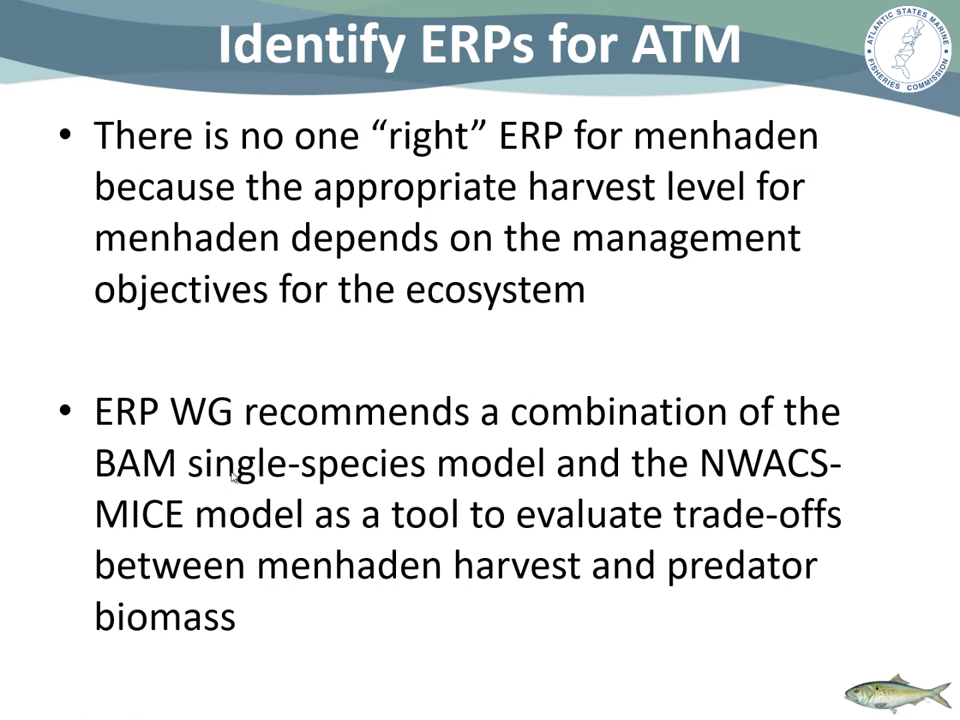 Identify ERPs for ATM
ATLANTIC STATES MARINE
FISHERIES COMMISSION
• There is no one “right” ERP for menhaden
because the appropriate harvest level for
menhaden depends on the management
objectives for the ecosystem
• ERP WG recommends a combination of the
BAM single-species model and the NWACS-
MICE model as a tool to evaluate trade-offs
between menhaden harvest and predator
biomass